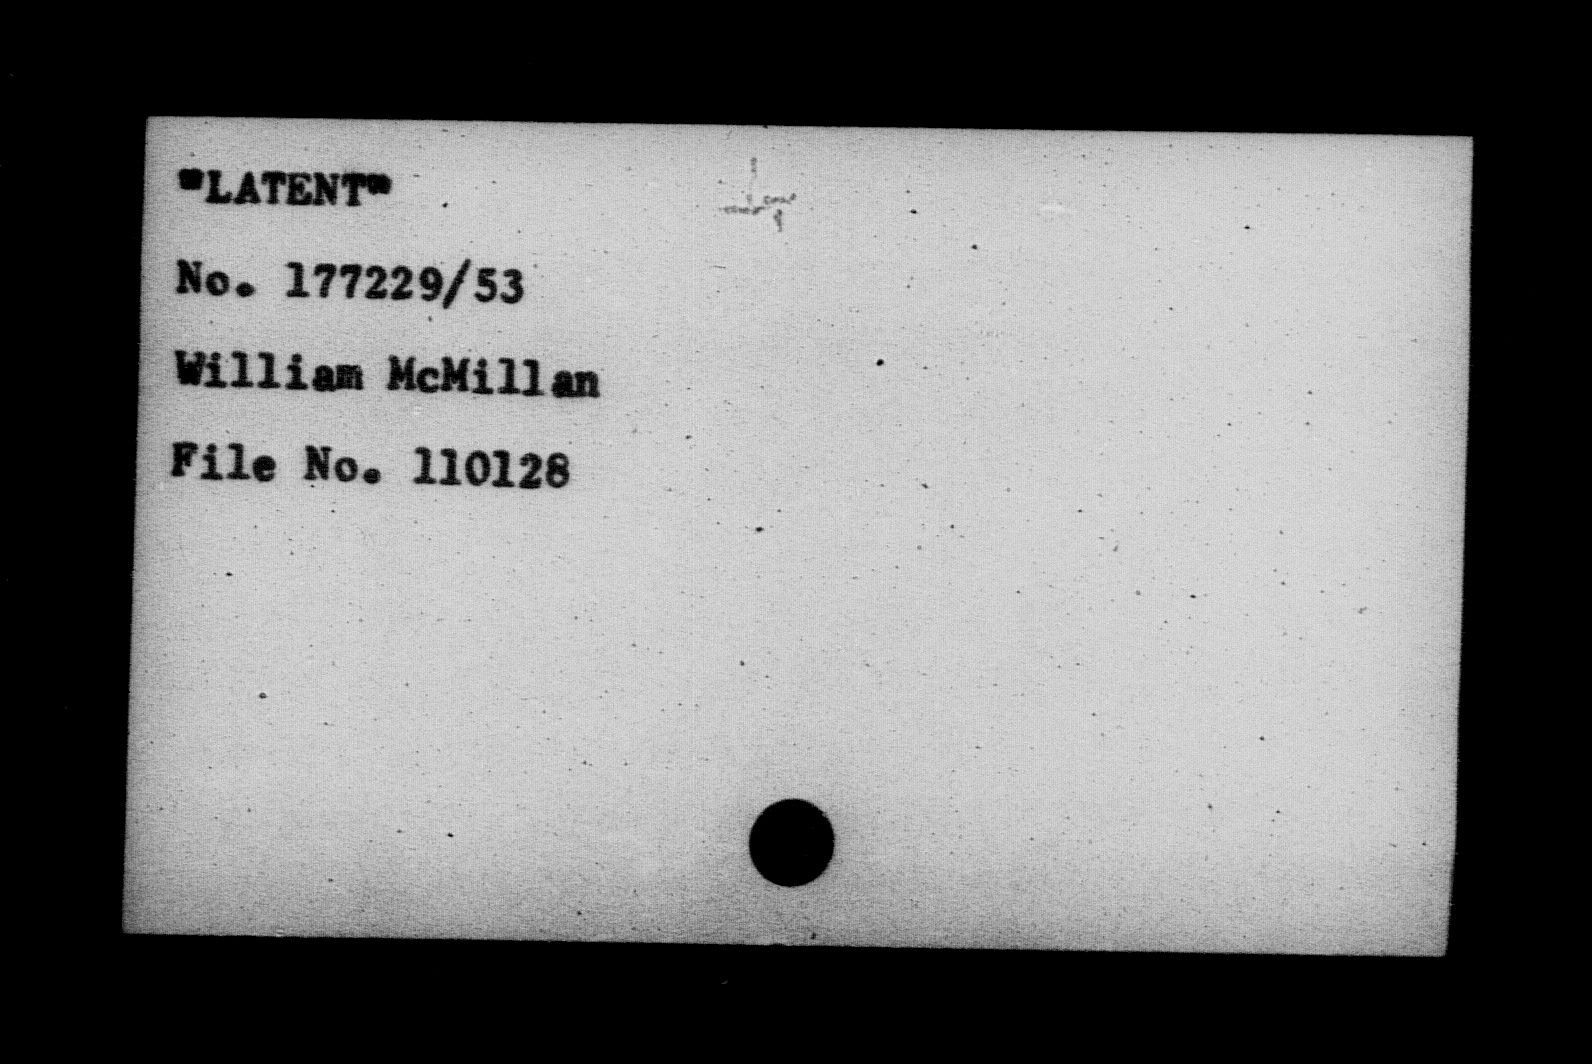 "LATENT"
No. 177229/53
William McMillan
File No. 110128